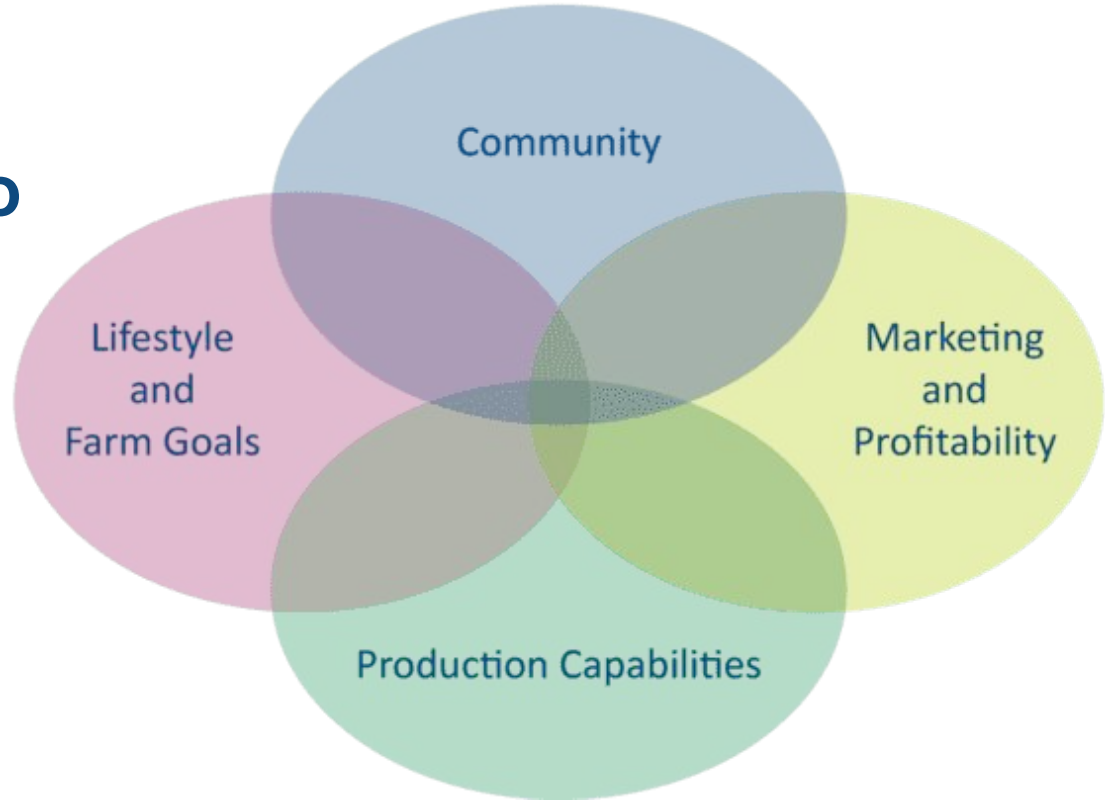 Community
Lifestyle
and
Farm Goals
Marketing
and
Profitability
Production Capabilities